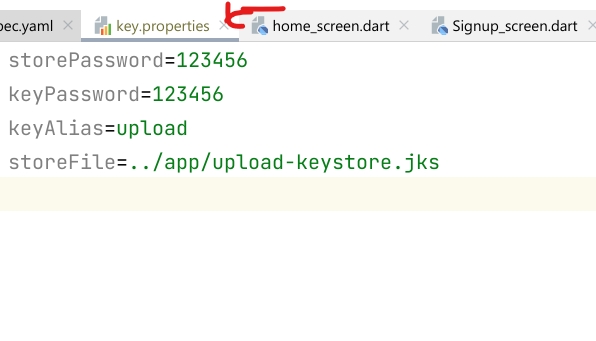 pec.yaml key.properties home_screen.dart Signup_screen.dart
storePassword=123456
keyPassword=123456
keyAlias=upload
storeFile=../app/upload-keystore.jks